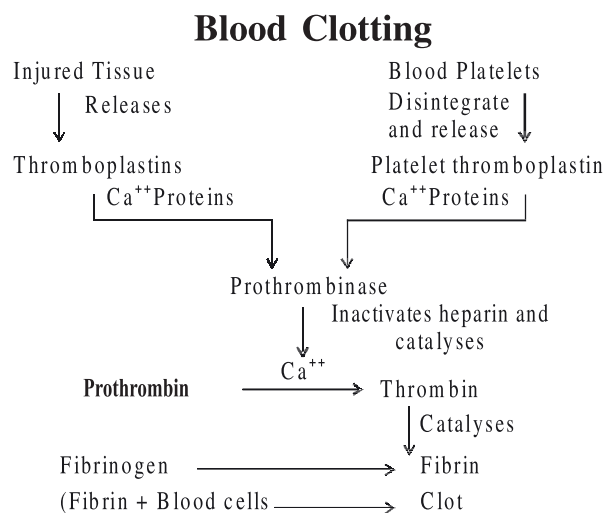 Blood Clotting
Injured Tissue
Blood Platelets
Releases
Disintegrate
and release
Thromboplastins
Platelet thromboplastin
Ca++Proteins
Ca++Proteins
Prothrombinase
Inactivates heparin and
catalyses
Ca++
Prothrombin
Thrombin
Catalyses
Fibrinogen
Fibrin
(Fibrin + Blood cells
Clot